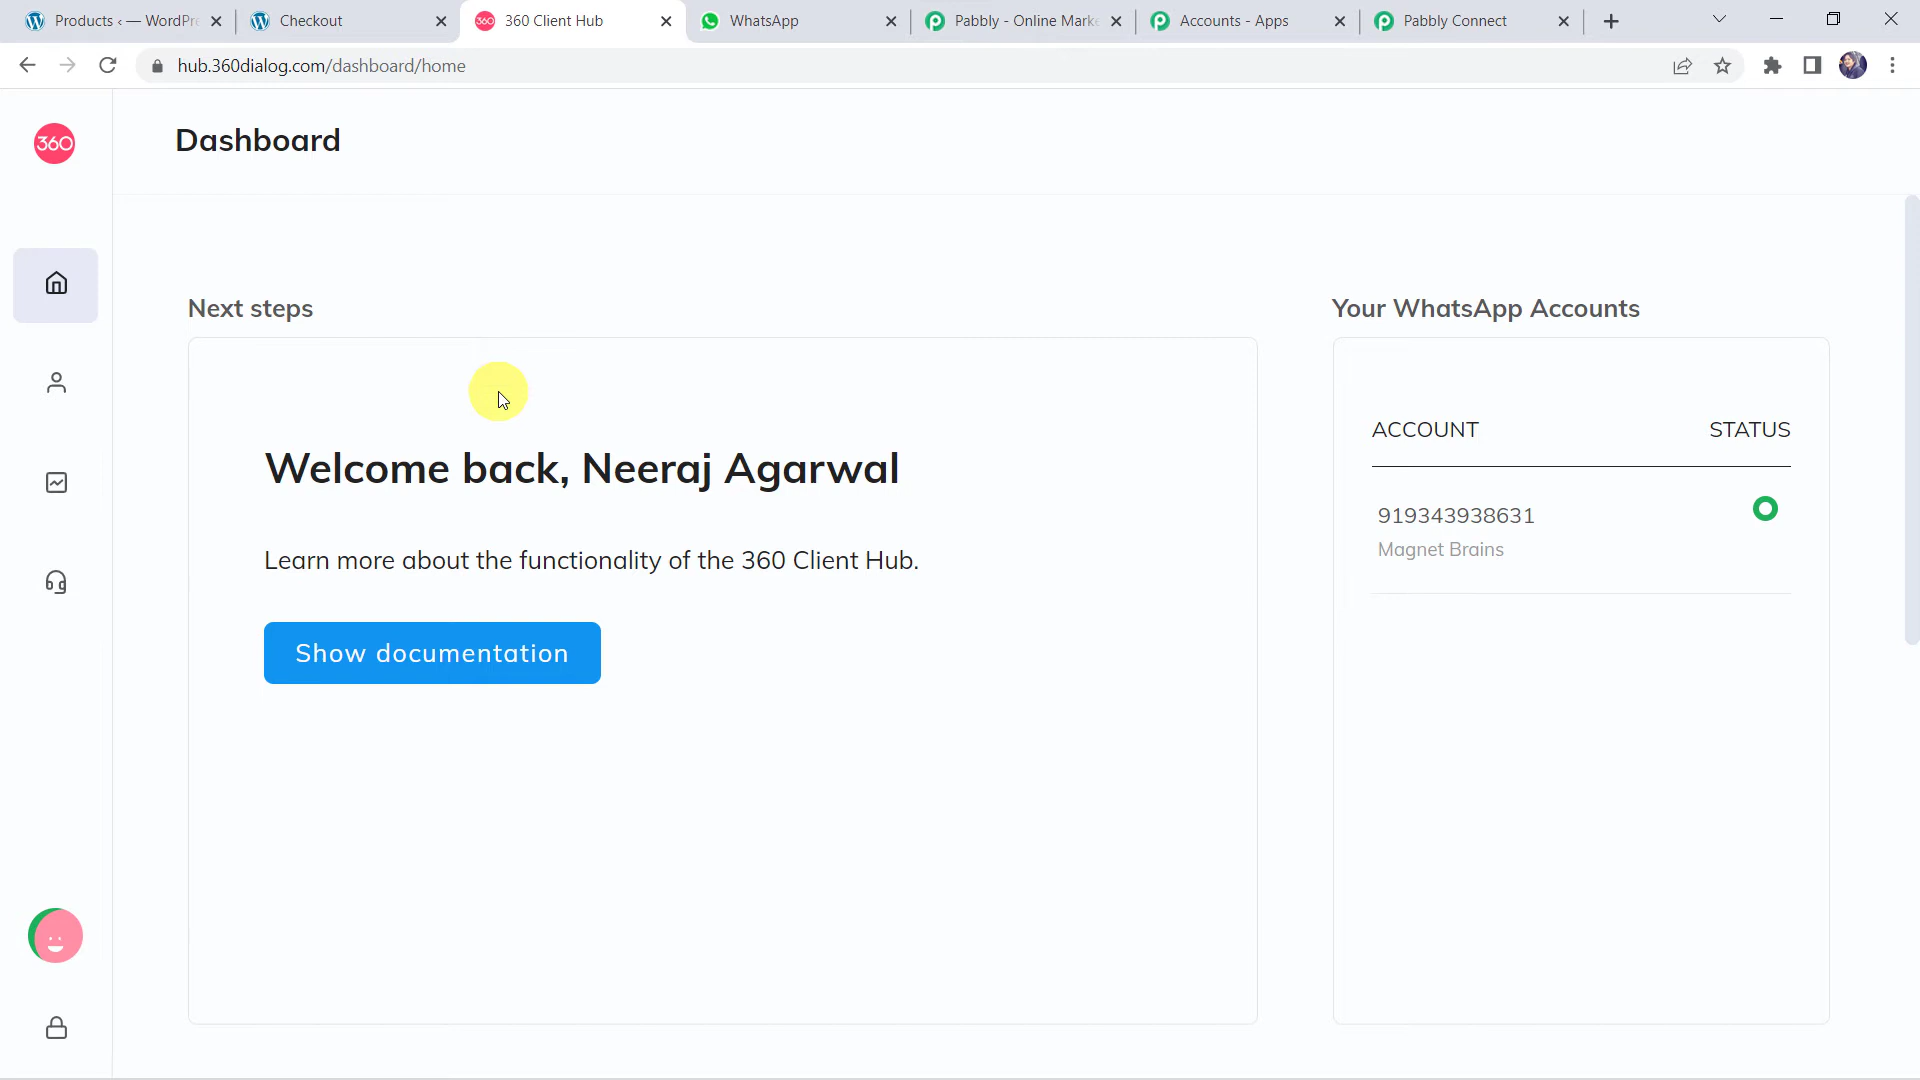 Products ‹ — WordPr
Checkout
360 Client Hub
WhatsApp
Pabbly - Online Mark
Accounts - Apps
Pabbly Connect
hub.360dialog.com/dashboard/home
360
Dashboard
Next steps
Your WhatsApp Accounts
ACCOUNT
STATUS
Welcome back, Neeraj Agarwal
919343938631
Magnet Brains
Learn more about the functionality of the 360 Client Hub.
Show documentation